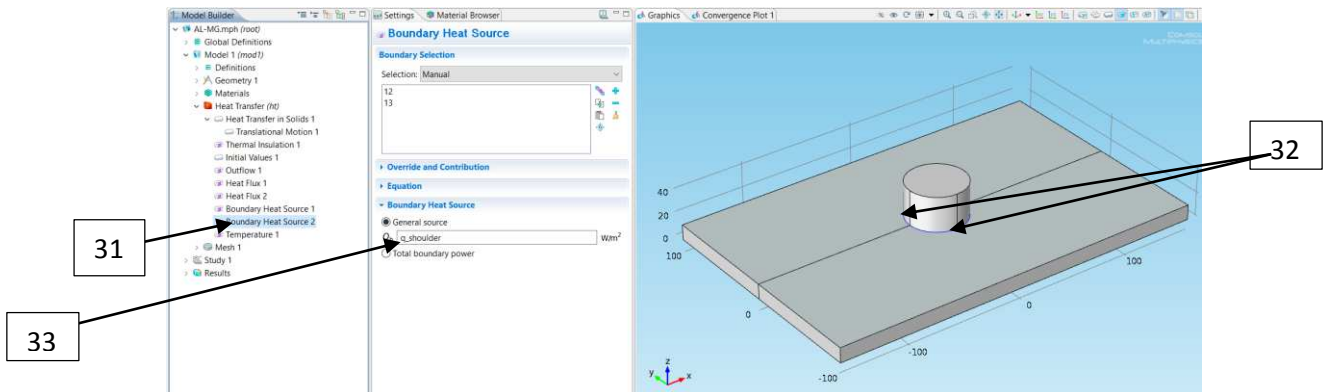 Model Builder
AL-MG.mph (root)
Global Definitions
Model 1 (mod1)
Definitions
Geometry 1
Materials
Heat Transfer (ht)
Heat Transfer in Solids 1
Translational Motion 1
Thermal Insulation 1
Initial Values 1
Outflow 1
Heat Flux 1
Heat Flux 2
Boundary Heat Source 1
Boundary Heat Source 2
Temperature 1
Mesh 1
Study 1
Results
31
33
Settings Material Browser
Boundary Heat Source
Boundary Selection
Selection: Manual
12
13
Override and Contribution
Equation
Boundary Heat Source
General source
q_shoulder W/m²
Total boundary power
Graphics Convergence Plot 1
40
20
0
100
0
100
0
-100
-100
z
y x
32